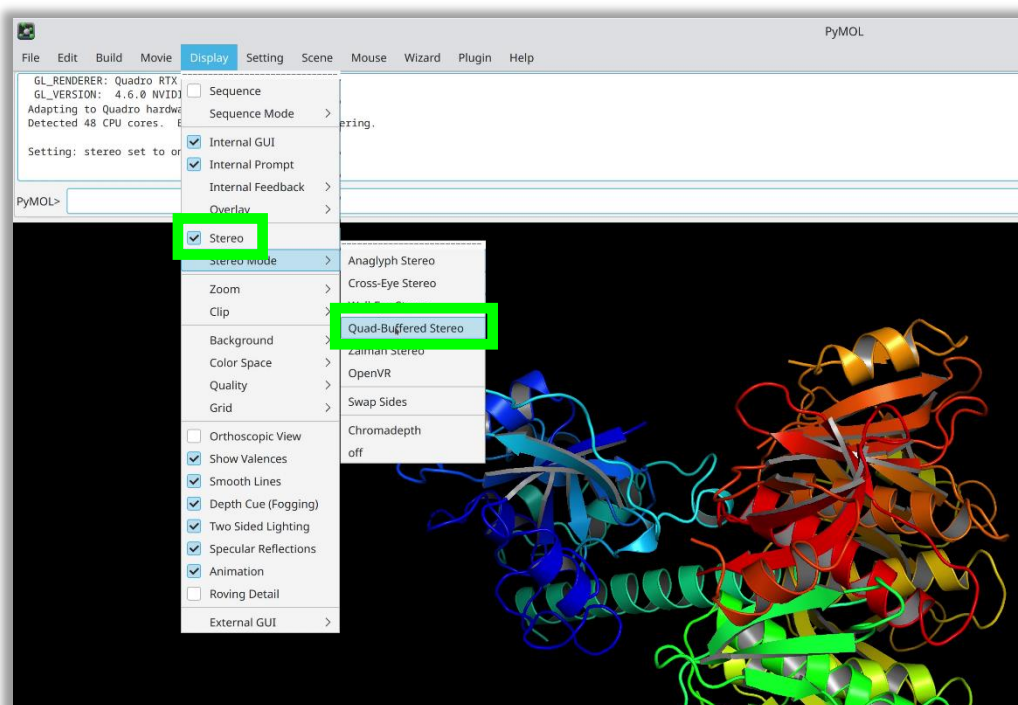 PyMOL
File Edit Build Movie Display Setting Scene Mouse Wizard Plugin Help
GL_RENDERER: Quadro RTX
GL_VERSION: 4.6.0
Adapting to Quadro
Detected 48 CPU cores. ering.
Setting: stereo set to
PyMOL>
Sequence
Sequence Mode >
Internal GUI
Internal Prompt
Internal Feedback >
Overlay >
Stereo
Stereo Mode >
Zoom >
Clip >
Background >
Color Space >
Quality >
Grid >
Orthoscopic View
Show Valences
Smooth Lines
Depth Cue (Fogging)
Two Sided Lighting
Specular Reflections
Animation
Roving Detail
External GUI >
Anaglyph Stereo
Cross-Eye Stereo
Quad-Buffered Stereo
Zalman Stereo
OpenVR
Swap Sides
Chromadepth
off